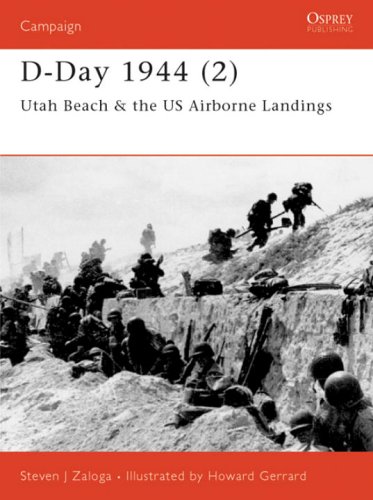 Campaign
OSPREY
PUBLISHING
D-Day 1944 (2)
Utah Beach & the US Airborne Landings
Steven J Zaloga • Illustrated by Howard Gerrard